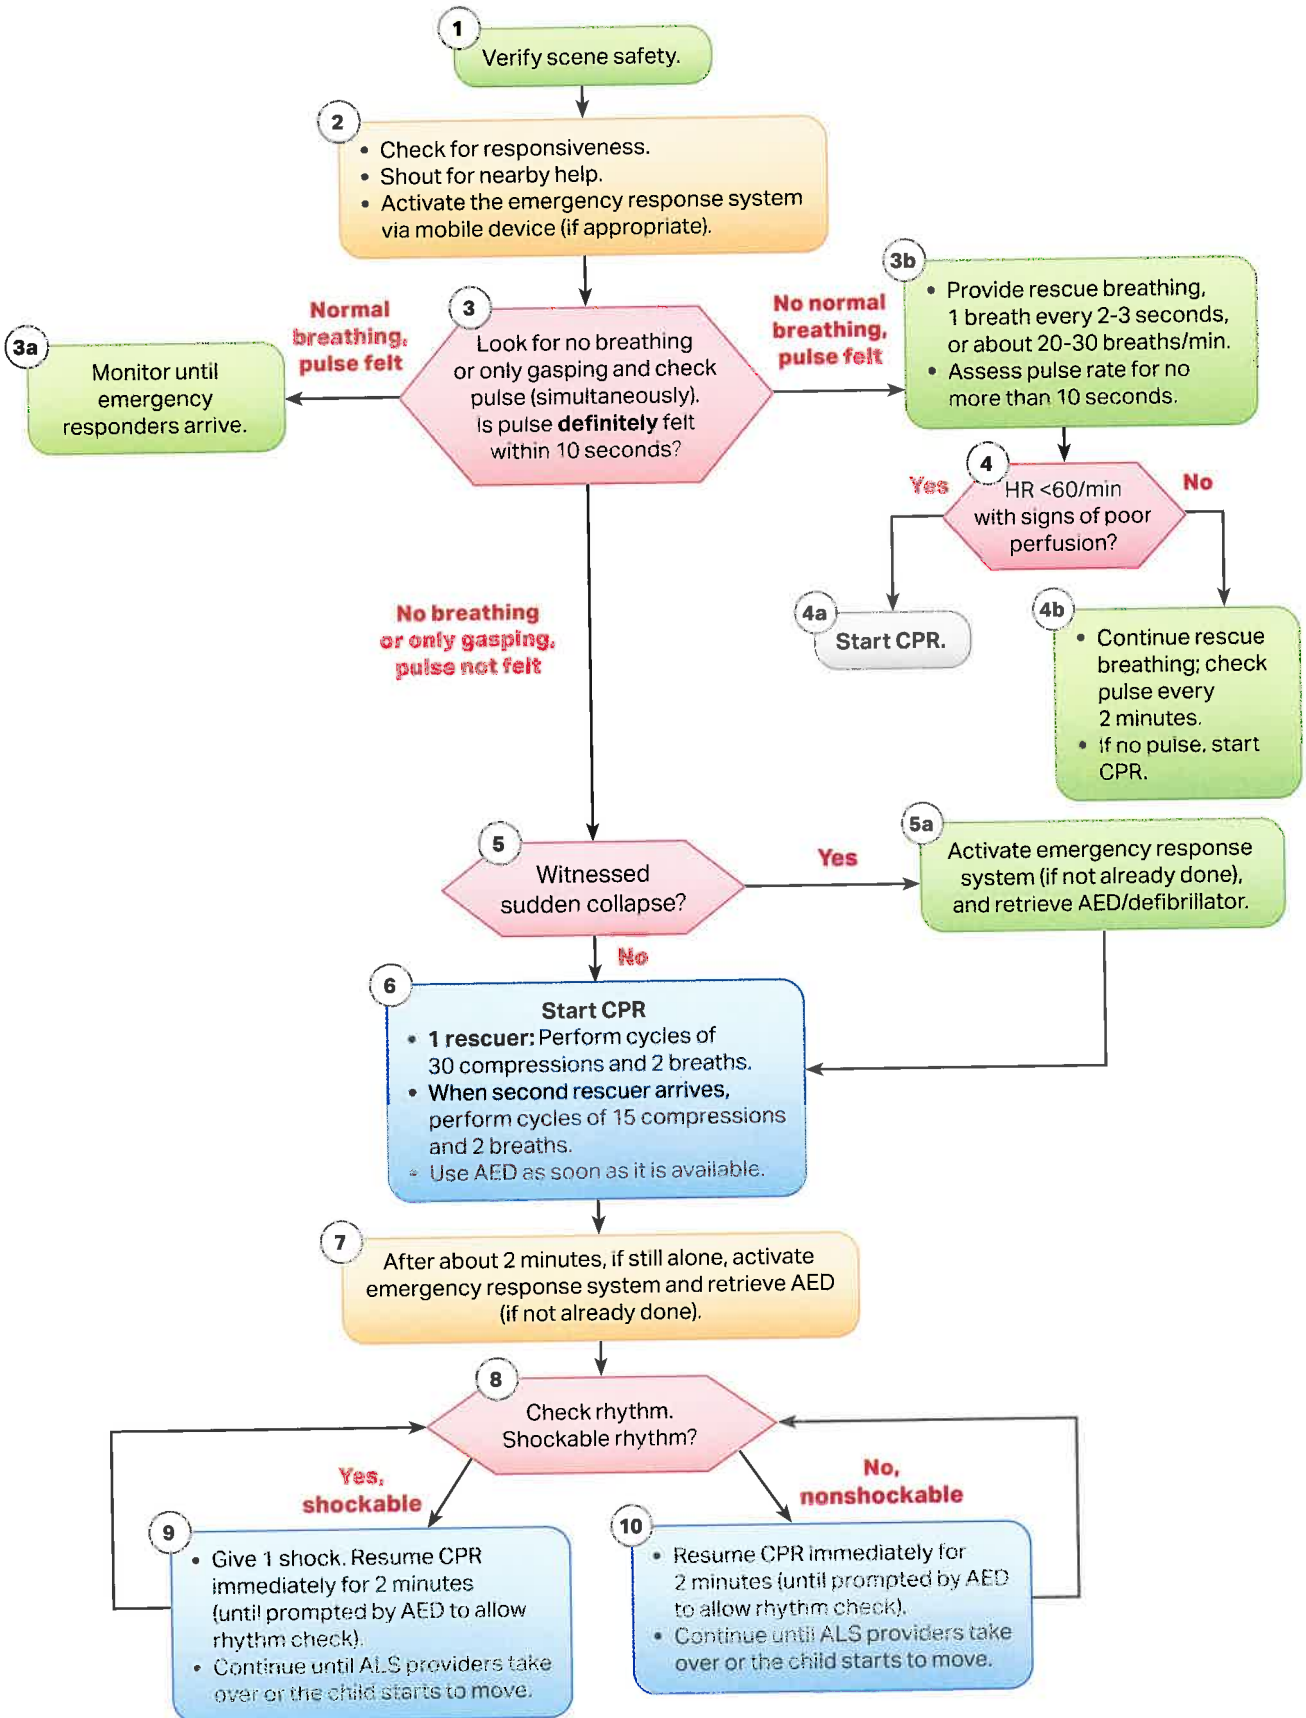 1
Verify scene safety.
2
• Check for responsiveness.
• Shout for nearby help.
• Activate the emergency response system
via mobile device (if appropriate).
3
Look for no breathing
or only gasping and check
pulse (simultaneously).
Is pulse definitely felt
within 10 seconds?
Normal
breathing,
pulse felt
3a
Monitor until
emergency
responders arrive.
No normal
breathing,
pulse felt
3b
• Provide rescue breathing,
1 breath every 2-3 seconds,
or about 20-30 breaths/min.
• Assess pulse rate for no
more than 10 seconds.
4
HR <60/min
with signs of poor
perfusion?
Yes
No
4a
Start CPR.
4b
• Continue rescue
breathing; check
pulse every
2 minutes.
• If no pulse, start
CPR.
No breathing
or only gasping,
pulse not felt
5
Witnessed
sudden collapse?
Yes
5a
Activate emergency response
system (if not already done),
and retrieve AED/defibrillator.
No
6
Start CPR
• 1 rescuer: Perform cycles of
30 compressions and 2 breaths.
• When second rescuer arrives,
perform cycles of 15 compressions
and 2 breaths.
• Use AED as soon as it is available.
7
After about 2 minutes, if still alone, activate
emergency response system and retrieve AED
(if not already done).
8
Check rhythm.
Shockable rhythm?
Yes,
shockable
No,
nonshockable
9
• Give 1 shock. Resume CPR
immediately for 2 minutes
(until prompted by AED to allow
rhythm check).
• Continue until ALS providers take
over or the child starts to move.
10
• Resume CPR immediately for
2 minutes (until prompted by AED
to allow rhythm check).
• Continue until ALS providers take
over or the child starts to move.